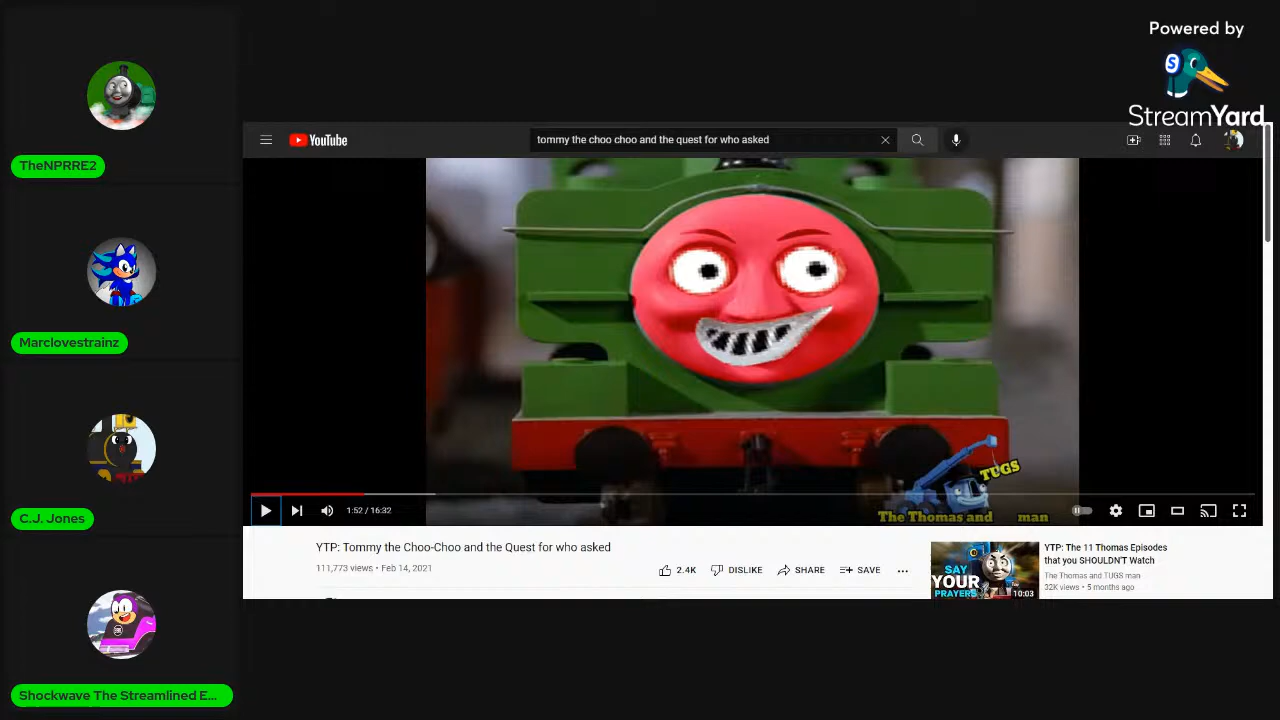 Powered by
StreamYard
TheNPRRE2
Marclovestrainz
C.J. Jones
Shockwave The Streamlined E...
YouTube
tommy the choo choo and the quest for who asked
TUGS
The Thomas and man
1:52 / 16:32
YTP: Tommy the Choo-Choo and the Quest for who asked
111,773 views • Feb 14, 2021
2.4K DISLIKE SHARE SAVE
SAY
YOUR
PRAYERS
10:03
YTP: The 11 Thomas Episodes
that you SHOULDN'T Watch
The Thomas and TUGS man
32K views • 5 months ago